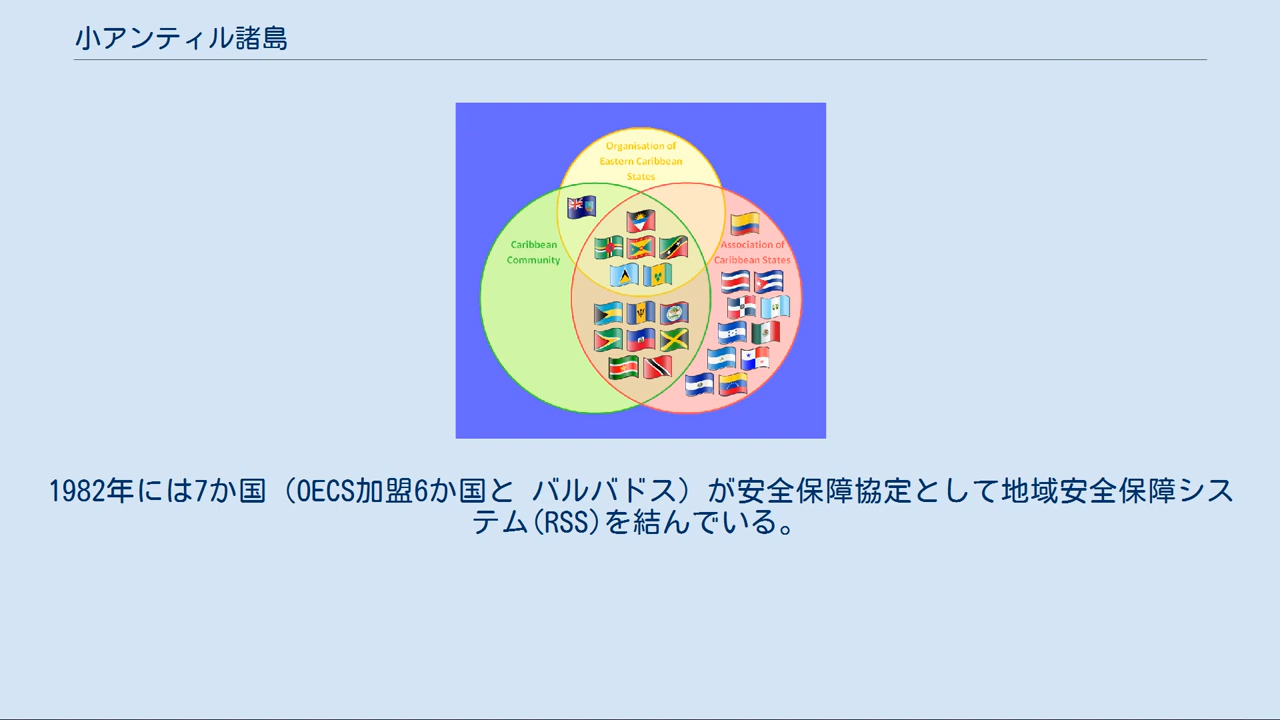 小アンティル諸島
Organisation of
Eastern Caribbean
States
Caribbean
Community
Association of
Caribbean States
1982年には7か国（OECS加盟6か国と バルバドス）が安全保障協定として地域安全保障シス
テム(RSS)を結んでいる。